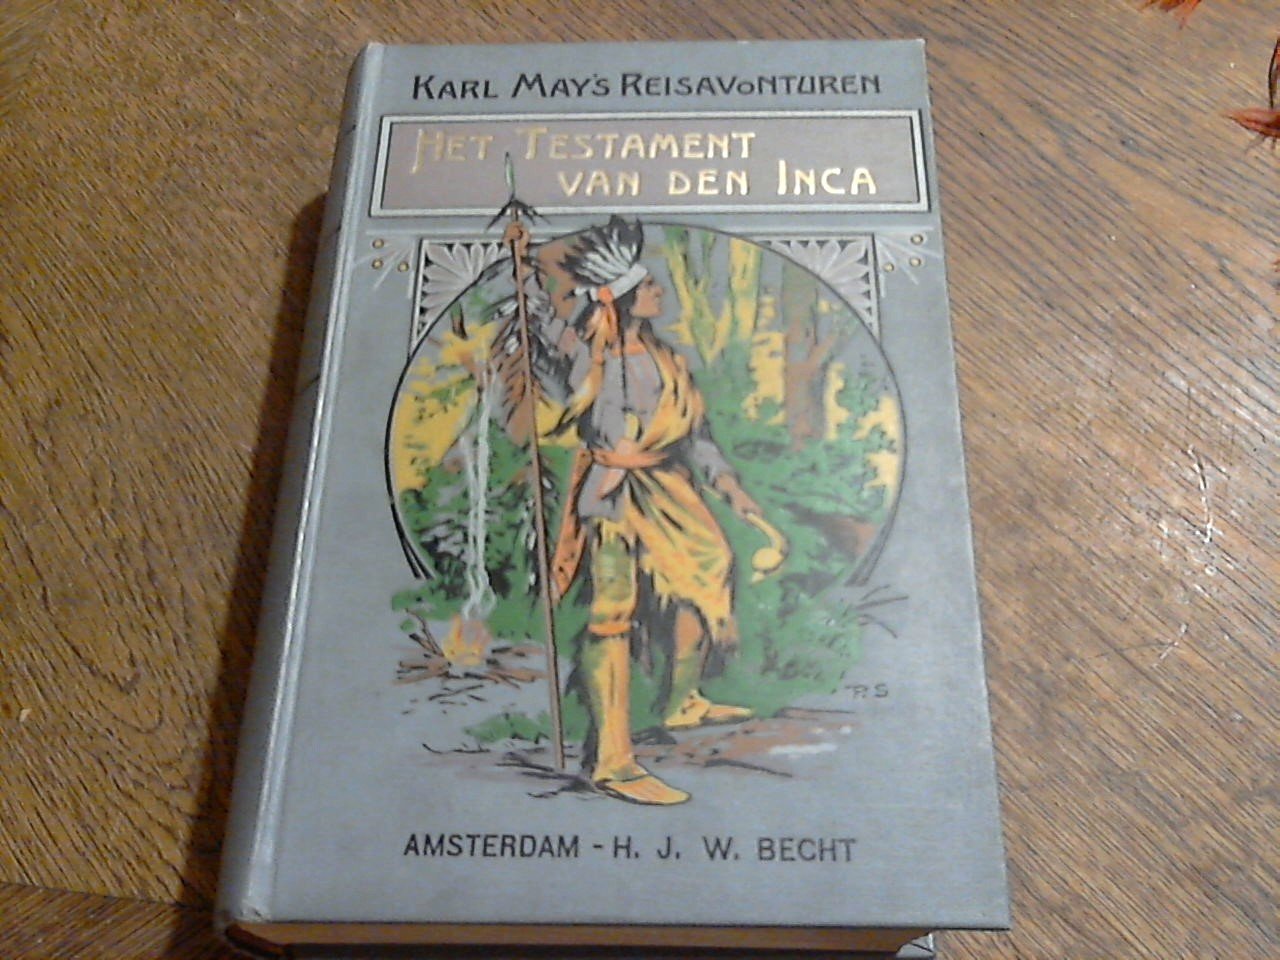 KARL MAY'S REISAVONTUREN
HET TESTAMENT
VAN DEN INCA
P.S
AMSTERDAM - H. J. W. BECHT